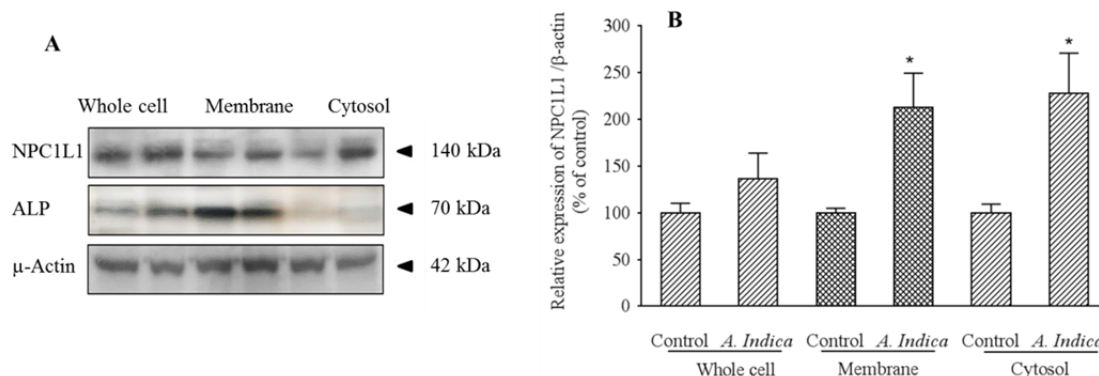 A
Whole cell Membrane Cytosol
NPC1L1 140 kDa
ALP 70 kDa
µ-Actin 42 kDa
B
Relative expression of NPC1L1 /β-actin
(% of control)
300
250
200
150
100
50
0
* *
Control A. Indica Control A. Indica Control A. Indica
Whole cell Membrane Cytosol